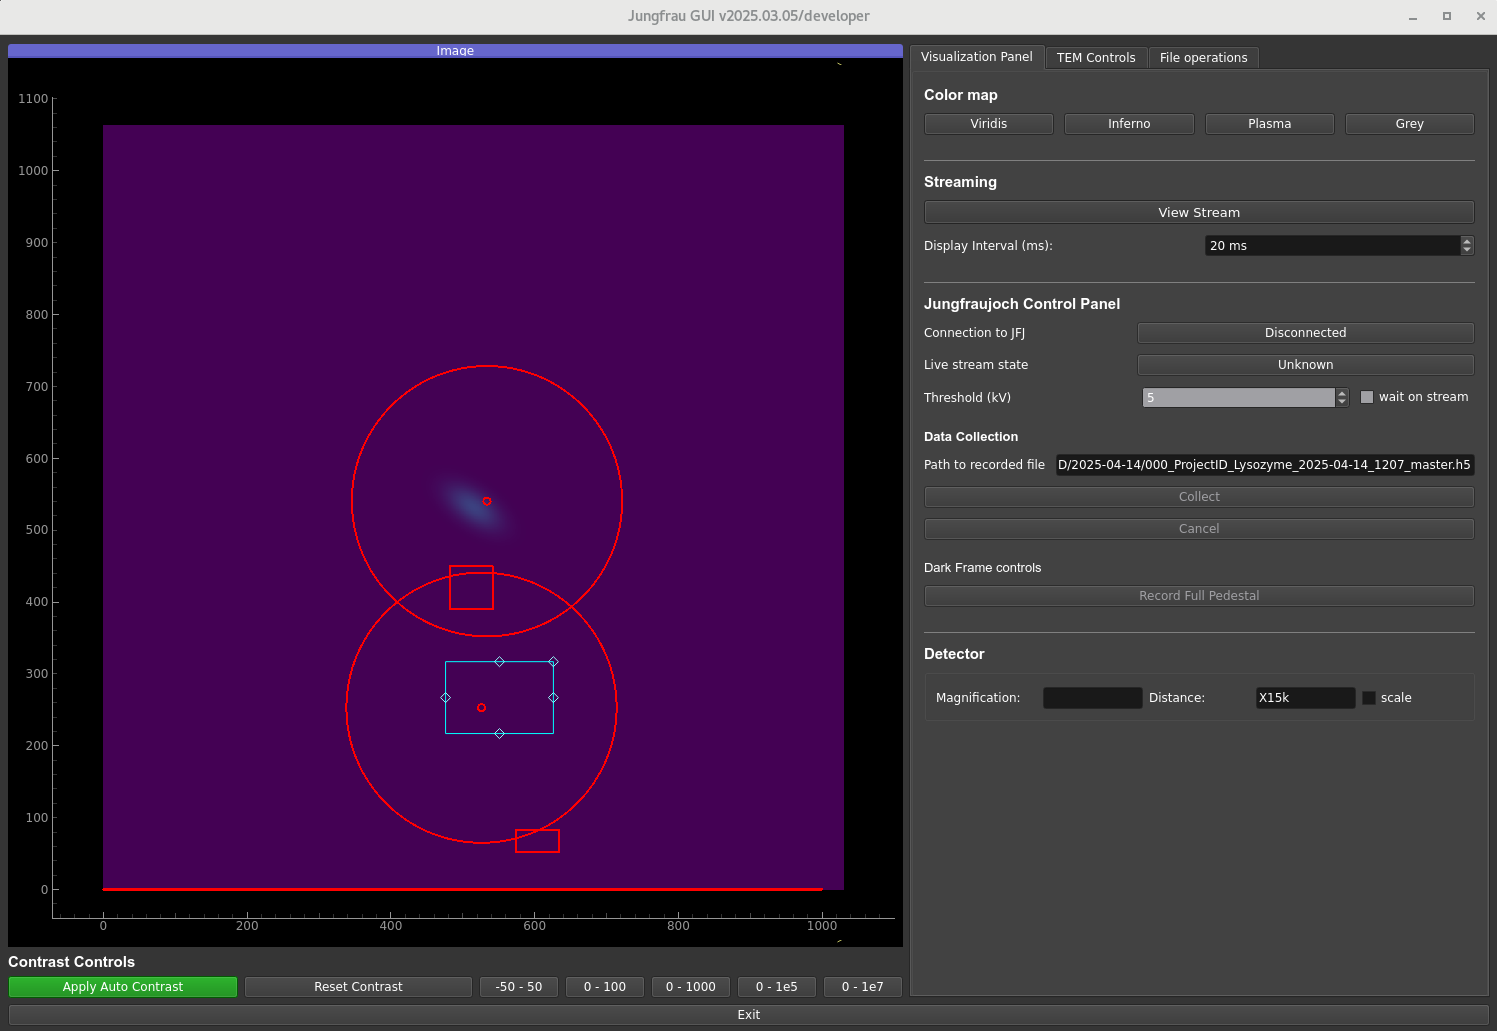 Jungfrau GUI v2025.03.05/developer
Image
1100
1000
900
800
700
600
500
400
300
200
100
0
0 200 400 600 800 1000
Contrast Controls
Apply Auto Contrast Reset Contrast -50 - 50 0 - 100 0 - 1000 0 - 1e5 0 - 1e7
Visualization Panel TEM Controls File operations
Color map
Viridis Inferno Plasma Grey
Streaming
View Stream
Display Interval (ms): 20 ms
Jungfraujoch Control Panel
Connection to JFJ Disconnected
Live stream state Unknown
Threshold (kV) 5 wait on stream
Data Collection
Path to recorded file D/2025-04-14/000_ProjectID_Lysozyme_2025-04-14_1207_master.h5
Collect
Cancel
Dark Frame controls
Record Full Pedestal
Detector
Magnification: Distance: X15k scale
Exit